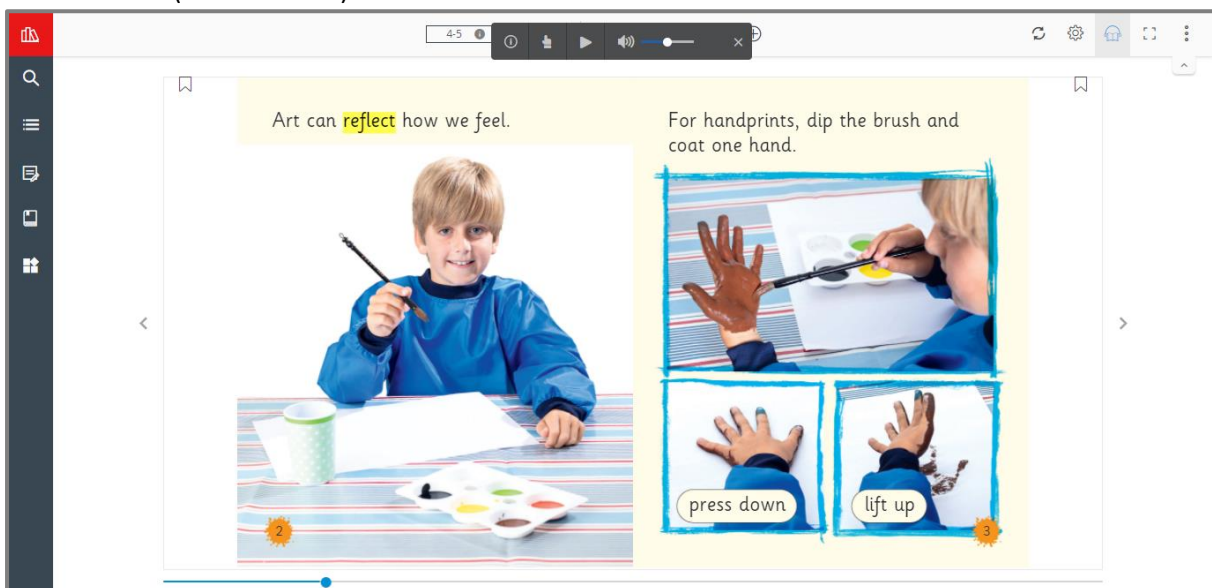 4-5
Art can reflect how we feel.
For handprints, dip the brush and
coat one hand.
press down
lift up
2
3